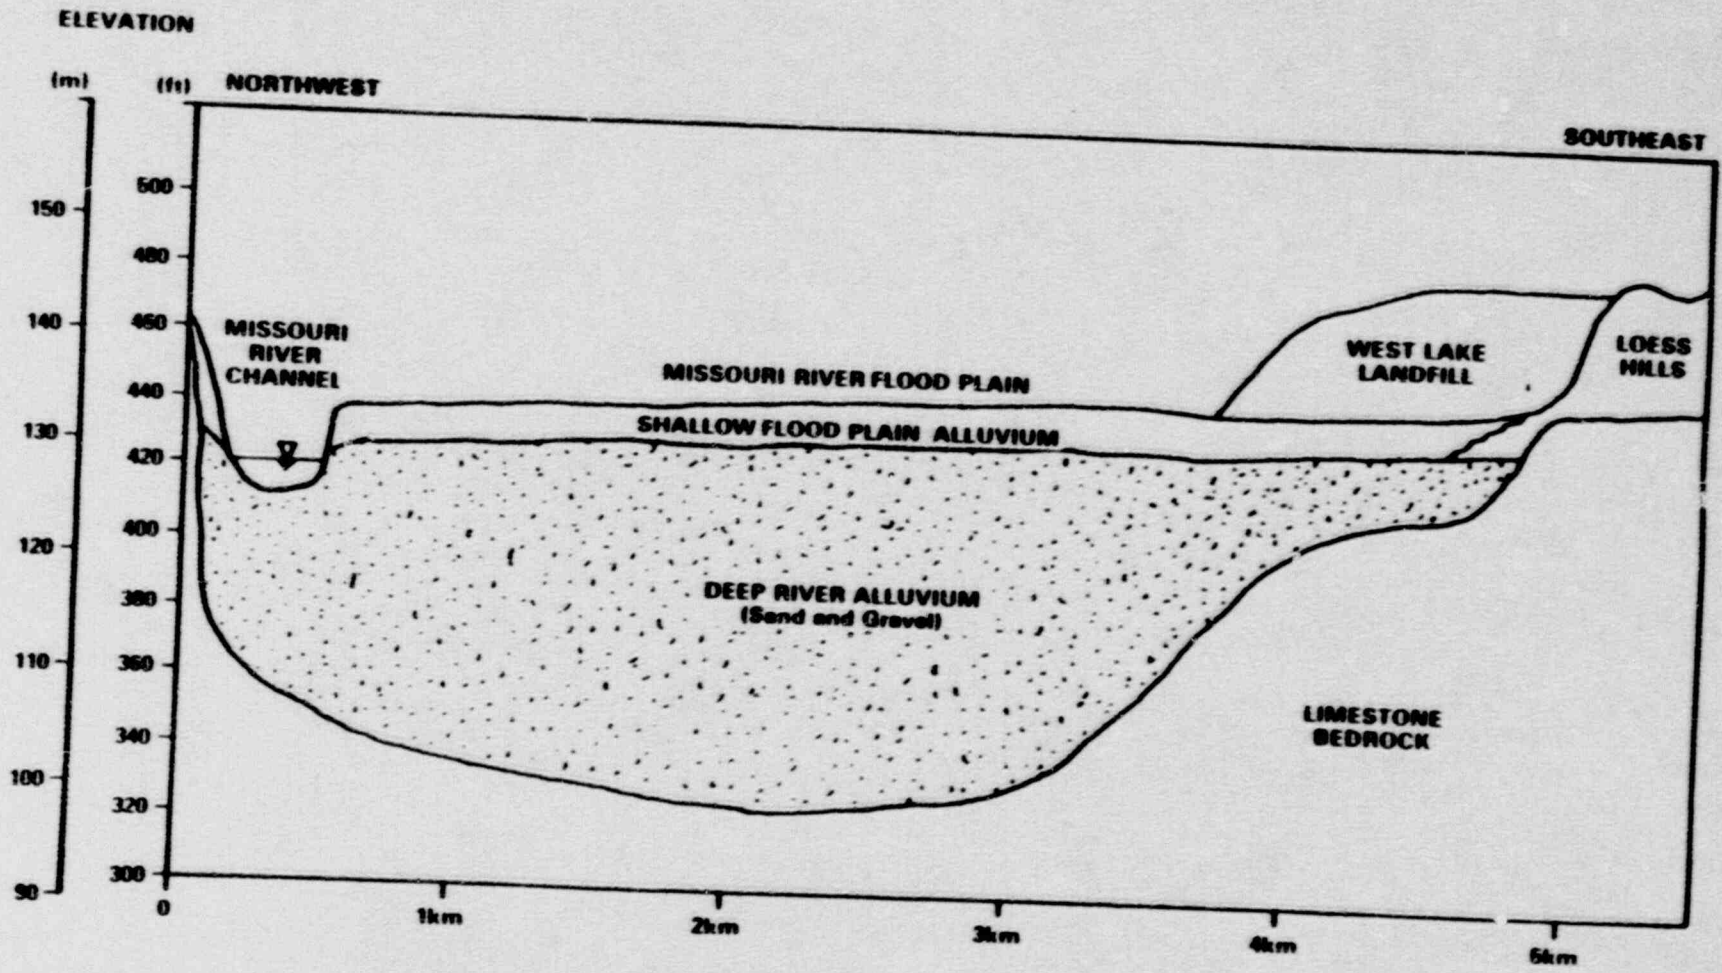 ELEVATION
(m)
(ft)
NORTHWEST
SOUTHEAST
500
150
480
460
140
MISSOURI
RIVER
CHANNEL
WEST LAKE
LANDFILL
LOESS
HILLS
440
MISSOURI RIVER FLOOD PLAIN
130
SHALLOW FLOOD PLAIN ALLUVIUM
420
400
120
380
DEEP RIVER ALLUVIUM
(Sand and Gravel)
110
360
LIMESTONE
BEDROCK
340
100
320
300
90
0
1km
2km
3km
4km
5km